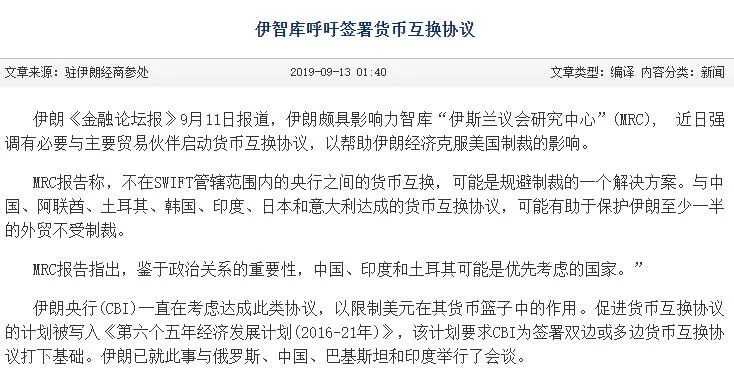 伊智库呼吁签署货币互换协议
文章来源：驻伊朗经商参处 2019-09-13 01:40 文章类型：编译 内容分类：新闻
伊朗《金融论坛报》9月11日报道，伊朗颇具影响力智库“伊斯兰议会研究中心”(MRC)， 近日强
调有必要与主要贸易伙伴启动货币互换协议，以帮助伊朗经济克服美国制裁的影响。
MRC报告称，不在SWIFT管辖范围内的央行之间的货币互换，可能是规避制裁的一个解决方案。与中
国、阿联酋、土耳其、韩国、印度、日本和意大利达成的货币互换协议，可能有助于保护伊朗至少一半
的外贸不受制裁。
MRC报告指出，鉴于政治关系的重要性，中国、印度和土耳其可能是优先考虑的国家。”
伊朗央行(CBI)一直在考虑达成此类协议，以限制美元在其货币篮子中的作用。促进货币互换协议
的计划被写入《第六个五年经济发展计划(2016-21年)》，该计划要求CBI为签署双边或多边货币互换协
议打下基础。伊朗已就此事与俄罗斯、中国、巴基斯坦和印度举行了会谈。